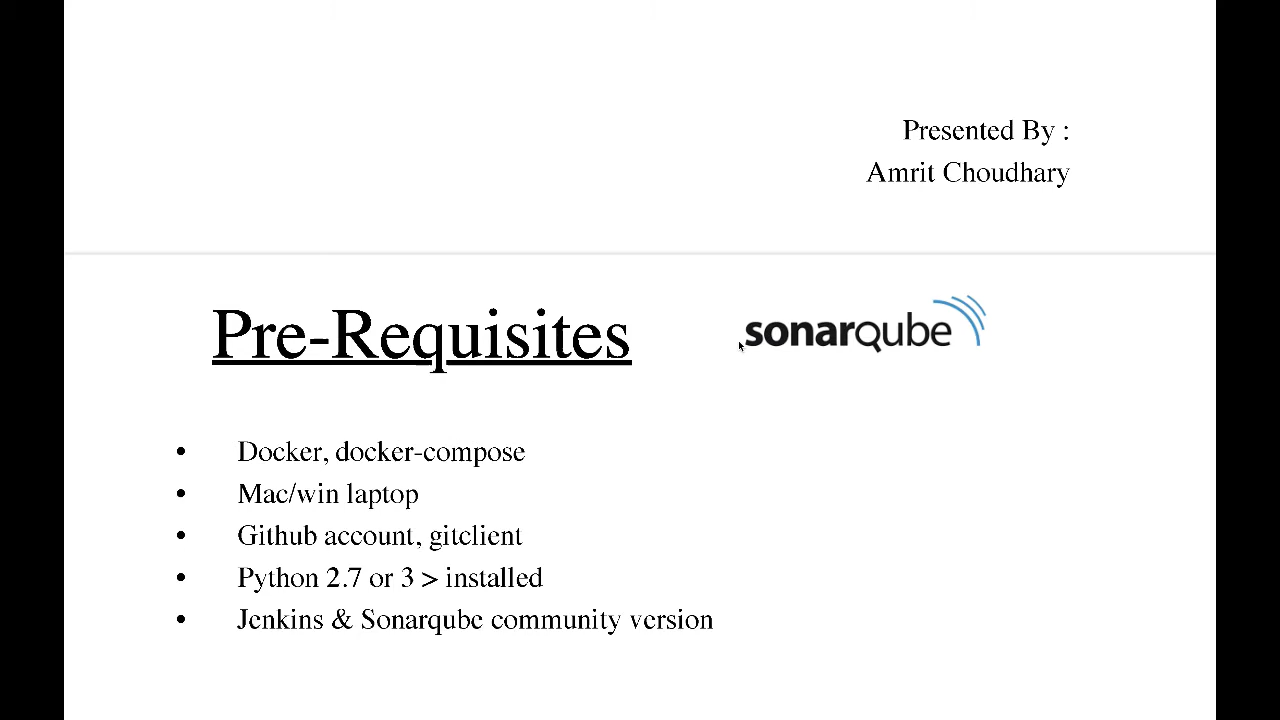 Presented By :
Amrit Choudhary
Pre-Requisites
sonarqube
• Docker, docker-compose
• Mac/win laptop
• Github account, gitclient
• Python 2.7 or 3 > installed
• Jenkins & Sonarqube community version